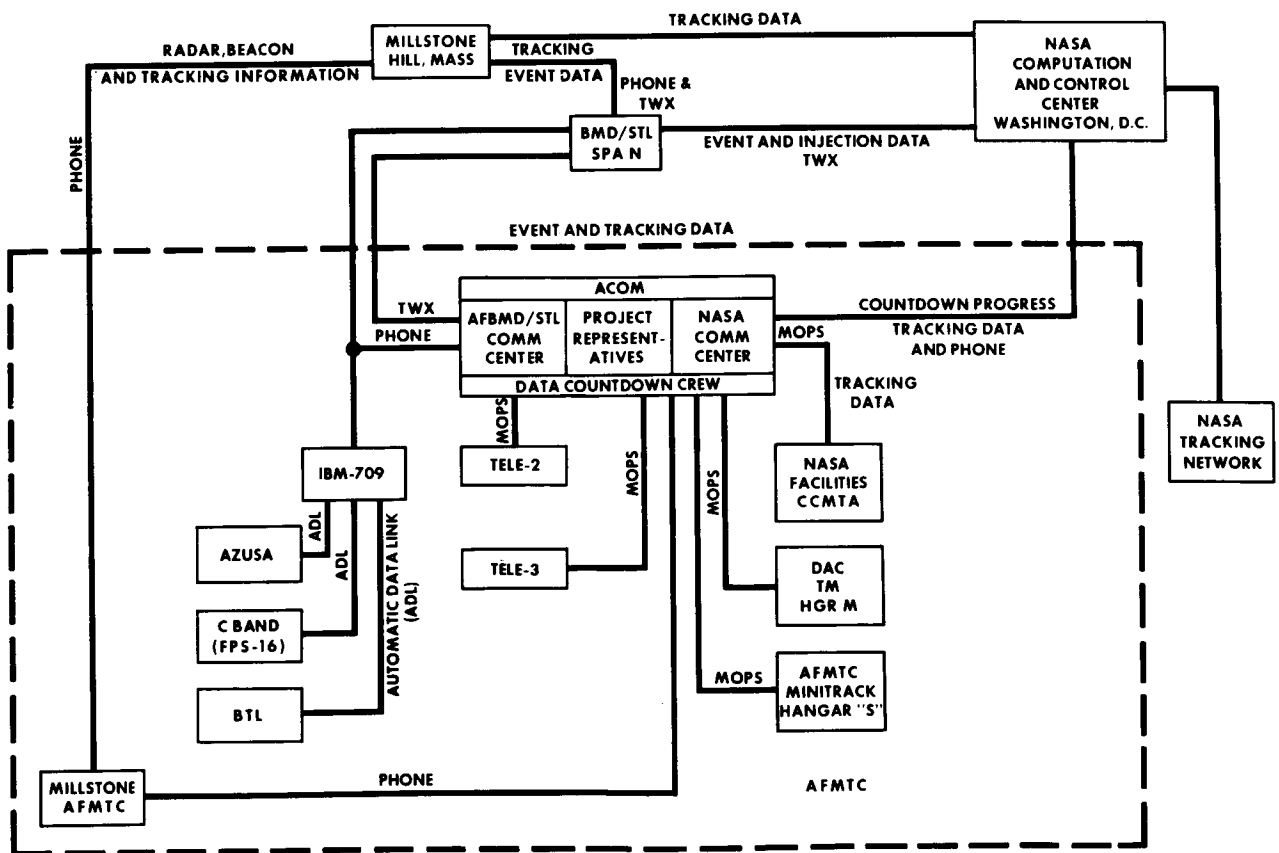 TRACKING DATA
RADAR,BEACON
AND TRACKING INFORMATION
MILLSTONE
HILL, MASS
TRACKING
EVENT DATA
PHONE &
TWX
NASA
COMPUTATION
AND CONTROL
CENTER
WASHINGTON, D.C.
BMD/STL
SPA N
EVENT AND INJECTION DATA
TWX
PHONE
EVENT AND TRACKING DATA
ACOM
AFBMD/STL
COMM
CENTER
PROJECT
REPRESENT-
ATIVES
NASA
COMM
CENTER
DATA COUNTDOWN CREW
TWX
PHONE
COUNTDOWN PROGRESS
TRACKING DATA
AND PHONE
MOPS
TRACKING
DATA
NASA
TRACKING
NETWORK
IBM-709
MOPS
TELE-2
MOPS
MOPS
NASA
FACILITIES
CCMTA
ADL
AZUSA
ADL
TELE-3
DAC
TM
HGR M
C BAND
(FPS-16)
AUTOMATIC DATA LINK
(ADL)
BTL
MOPS
AFMTC
MINITRACK
HANGAR "S"
MILLSTONE
AFMTC
PHONE
AFMTC